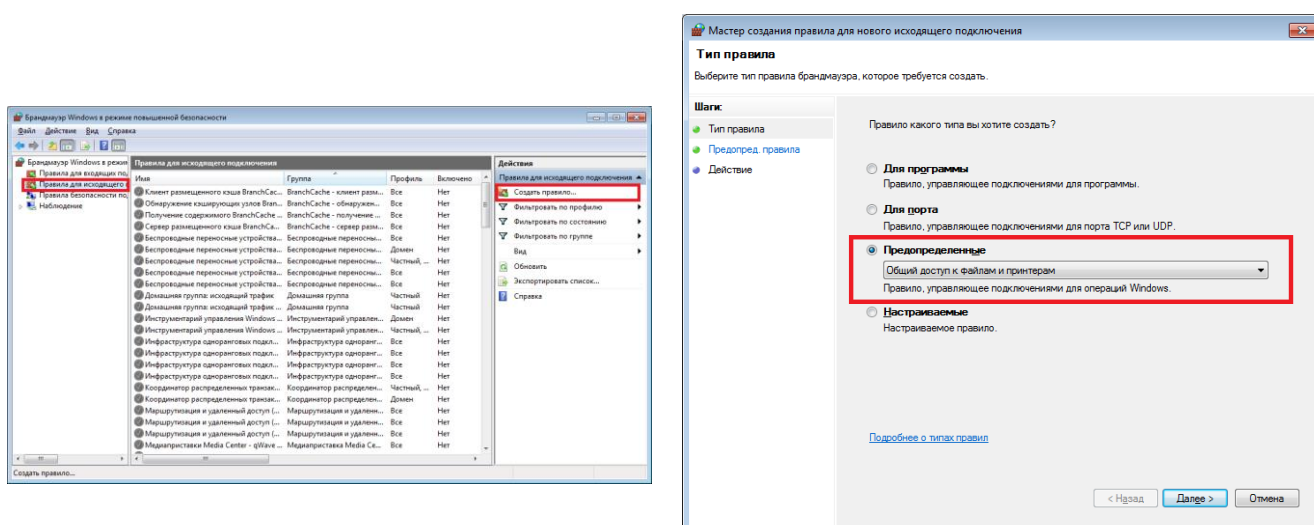 Брандмауэр Windows в режиме повышенной безопасности
Файл Действие Вид Справка
Брандмауэр Windows в режим
Правила для входящих по,
Правила для исходящего
Правила безопасности по,
Наблюдение
Правила для исходящего подключения
Имя Группа Профиль Включено
Клиент размещенного кэша BranchCac... BranchCache - клиент разм... Все Нет
Обнаружение кэширующих узлов Bran... BranchCache - обнаружен... Все Нет
Получение содержимого BranchCache ... BranchCache - получение ... Все Нет
Сервер размещенного кэша BranchCa... BranchCache - сервер разм... Все Нет
Беспроводные переносные устройства... Беспроводные переносны... Все Нет
Беспроводные переносные устройства... Беспроводные переносны... Домен Нет
Беспроводные переносные устройства... Беспроводные переносны... Частный, ... Нет
Беспроводные переносные устройства... Беспроводные переносны... Все Нет
Беспроводные переносные устройства... Беспроводные переносны... Все Нет
Домашняя группа: исходящий трафик Домашняя группа Частный Нет
Домашняя группа: исходящий трафик ... Домашняя группа Частный Нет
Инструментарий управления Windows ... Инструментарий управлен... Домен Нет
Инструментарий управления Windows ... Инструментарий управлен... Частный, ... Нет
Инфраструктура одноранговых подкл... Инфраструктура одноранг... Все Нет
Инфраструктура одноранговых подкл... Инфраструктура одноранг... Все Нет
Инфраструктура одноранговых подкл... Инфраструктура одноранг... Все Нет
Инфраструктура одноранговых подкл... Инфраструктура одноранг... Все Нет
Координатор распределенных транзак... Координатор распределен... Частный, ... Нет
Координатор распределенных транзак... Координатор распределен... Домен Нет
Маршрутизация и удаленный доступ (... Маршрутизация и удаленн... Все Нет
Маршрутизация и удаленный доступ (... Маршрутизация и удаленн... Все Нет
Маршрутизация и удаленный доступ (... Маршрутизация и удаленн... Все Нет
Медиаприставки Media Center - qWave ... Медиаприставка Media Ce... Все Нет
Действия
Правила для исходящего подключения
Создать правило...
Фильтровать по профилю
Фильтровать по состоянию
Фильтровать по группе
Вид
Обновить
Экспортировать список...
Справка
Создать правило...
Мастер создания правила для нового исходящего подключения
Тип правила
Выберите тип правила брандмауэра, которое требуется создать.
Шаги:
Тип правила
Предопред. правила
Действие
Правило какого типа вы хотите создать?
Для программы
Правило, управляющее подключениями для программы.
Для порта
Правило, управляющее подключениями для порта TCP или UDP.
Предопределенные
Общий доступ к файлам и принтерам
Правило, управляющее подключениями для операций Windows.
Настраиваемые
Настраиваемое правило.
Подробнее о типах правил
< Назад Далее > Отмена